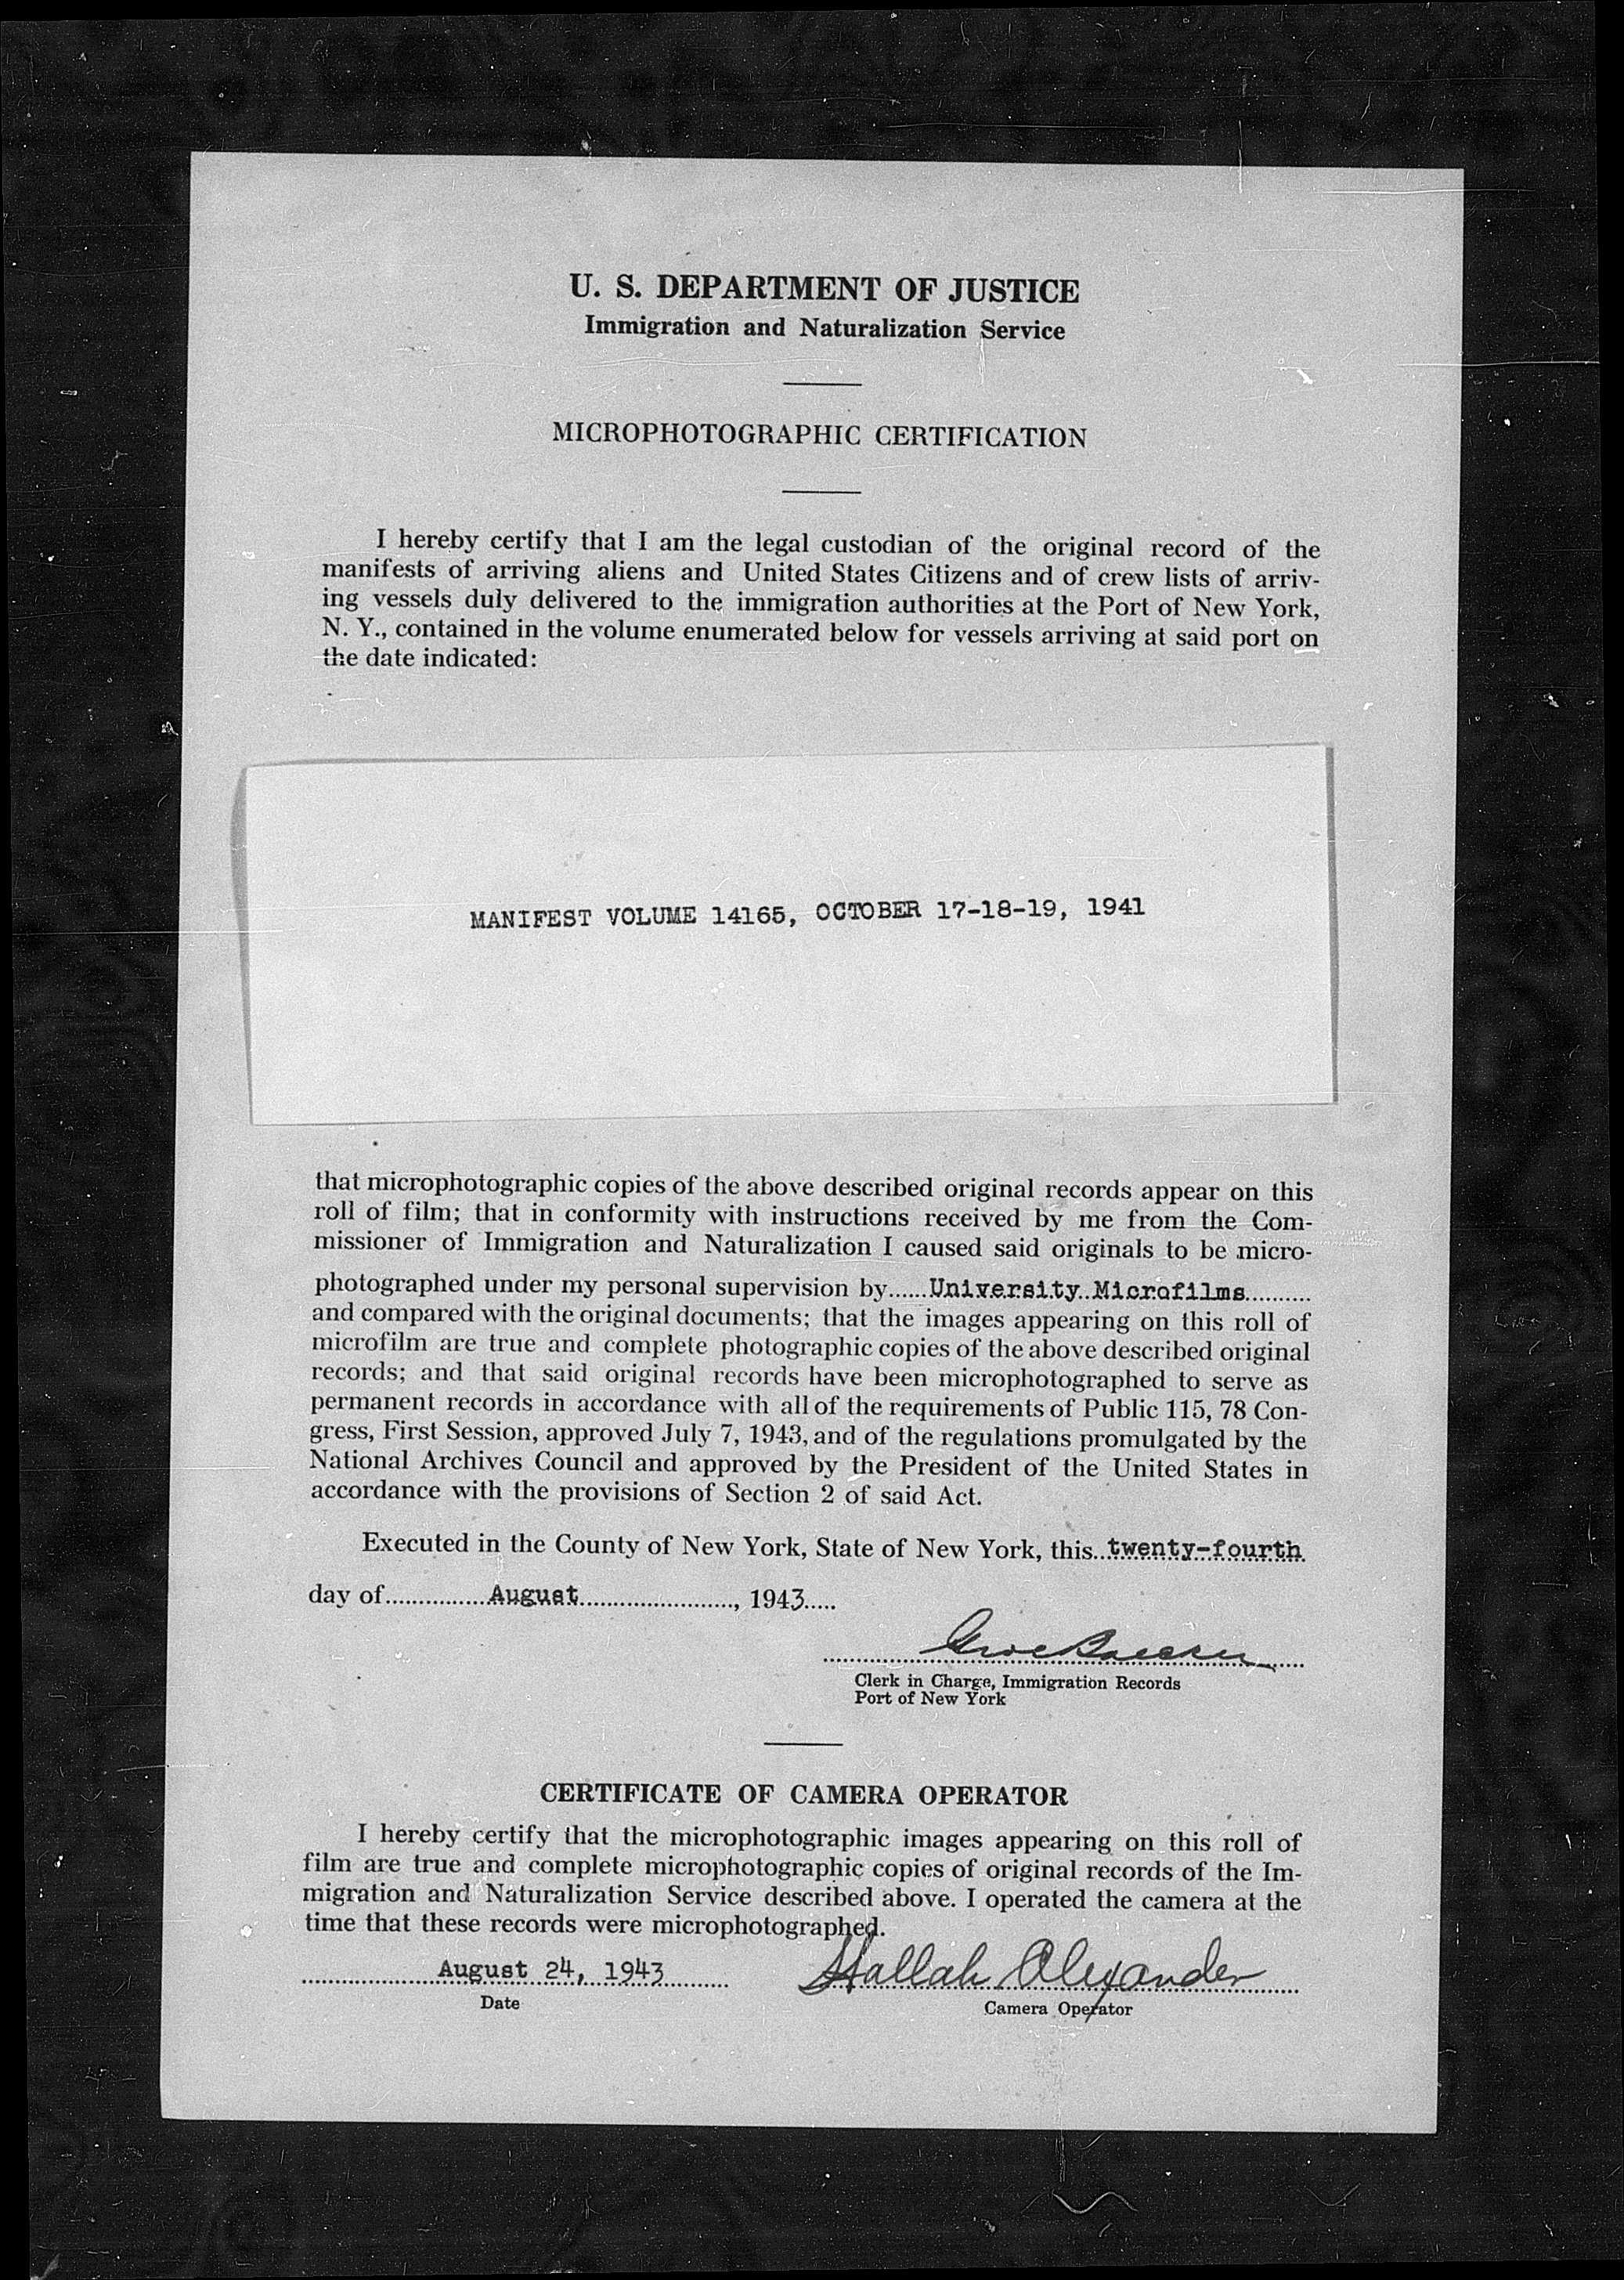 U. S. DEPARTMENT OF JUSTICE
Immigration and Naturalization Service
MICROPHOTOGRAPHIC CERTIFICATION
I hereby certify that I am the legal custodian of the original record of the
manifests of arriving aliens and United States Citizens and of crew lists of arriv-
ing vessels duly delivered to the immigration authorities at the Port of New York,
N. Y., contained in the volume enumerated below for vessels arriving at said port on
the date indicated:
MANIFEST VOLUME 14165, OCTOBER 17-18-19, 1941
that microphotographic copies of the above described original records appear on this
roll of film; that in conformity with instructions received by me from the Com-
missioner of Immigration and Naturalization I caused said originals to be micro-
photographed under my personal supervision by......University Microfilms..........
and compared with the original documents; that the images appearing on this roll of
microfilm are true and complete photographic copies of the above described original
records; and that said original records have been microphotographed to serve as
permanent records in accordance with all of the requirements of Public 115, 78 Con-
gress, First Session, approved July 7, 1943, and of the regulations promulgated by the
National Archives Council and approved by the President of the United States in
accordance with the provisions of Section 2 of said Act.
Executed in the County of New York, State of New York, this..twenty-fourth
day of................August........................, 1943.....
Clerk in Charge, Immigration Records
Port of New York
CERTIFICATE OF CAMERA OPERATOR
I hereby certify that the microphotographic images appearing on this roll of
film are true and complete microphotographic copies of original records of the Im-
migration and Naturalization Service described above. I operated the camera at the
time that these records were microphotographed.
August 24, 1943 Hallah Alexander
Date Camera Operator